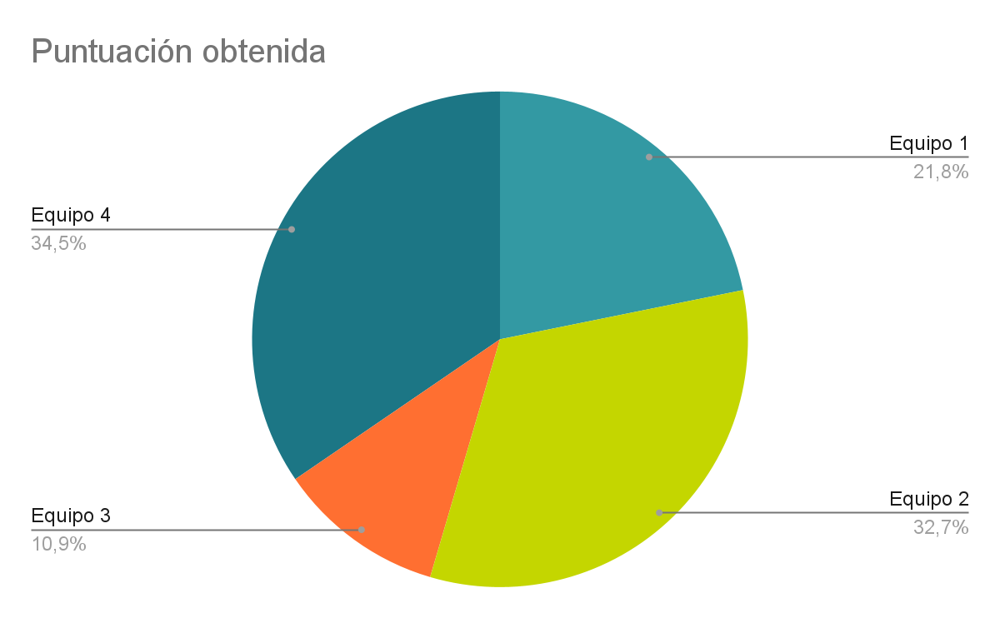 Puntuación obtenida
Equipo 1
21,8%
Equipo 4
34,5%
Equipo 2
32,7%
Equipo 3
10,9%